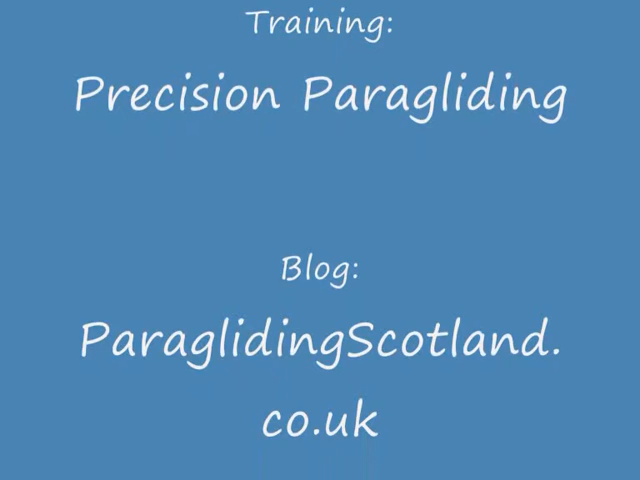 Training:
Precision Paragliding
Blog:
ParaglidingScotland.
co.uk